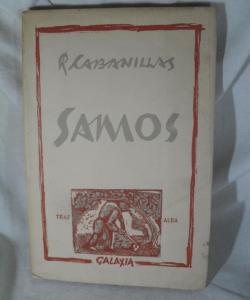 R. CABANILLAS
SAMOS
TRAS ALBA
GALAXIA